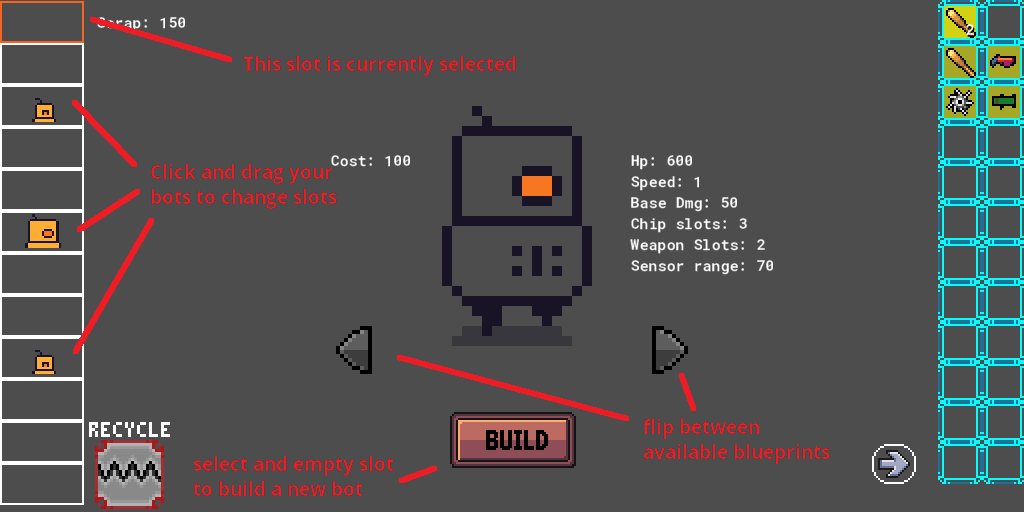 Scrap: 150
This slot is currently selected
Cost: 100
Click and drag your
bots to change slots
Hp: 600
Speed: 1
Base Dmg: 50
Chip slots: 3
Weapon Slots: 2
Sensor range: 70
2
RECYCLE
BUILD
select and empty slot
to build a new bot
flip between
available blueprints